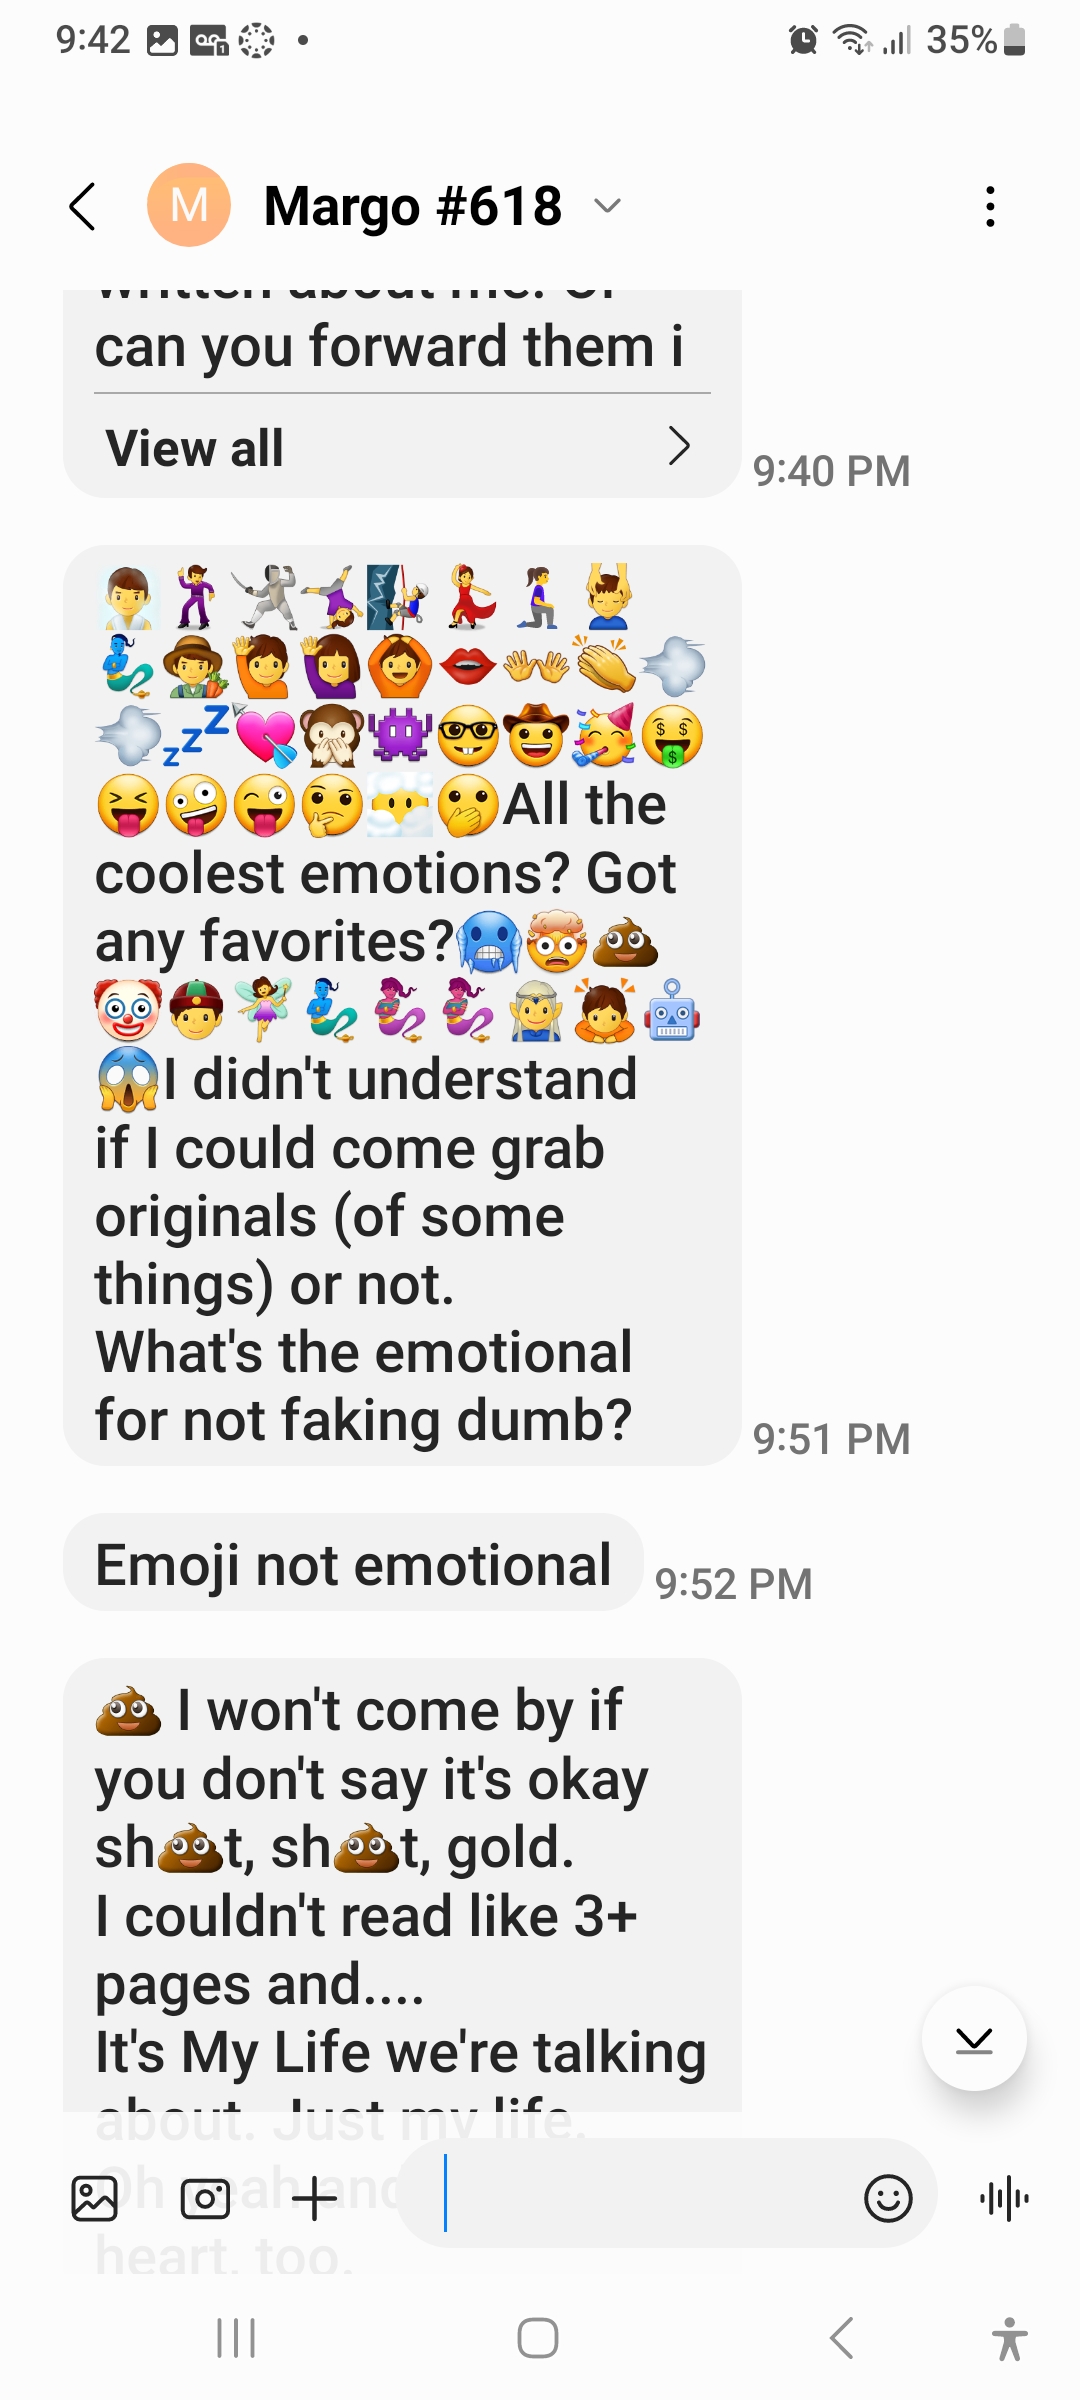 9:42
35%
M
Margo #618
written about me. Or
can you forward them i
View all
9:40 PM
🧖‍♂️🕺🤺🤸‍♀️🧗💃🧎‍♀️💆‍♂️
🧞‍♂️🧑‍🌾🙋🙋‍♀️🙆👄👐👏💨
💨💤💘🙊👾🤓🤠🥳🤑
😝🤪😜🤔😶‍🌫️🫢All the
coolest emotions? Got
any favorites?🥶🤯💩
🤡👲🧚‍♀️🧞‍♂️🧞‍♀️🧞‍♀️🧝🙇🤖
😱I didn't understand
if I could come grab
originals (of some
things) or not.
What's the emotional
for not faking dumb?
9:51 PM
Emoji not emotional
9:52 PM
💩 I won't come by if
you don't say it's okay
sh💩t, sh💩t, gold.
I couldn't read like 3+
pages and....
It's My Life we're talking
about. Just my life.
Oh yeah and
heart, too.